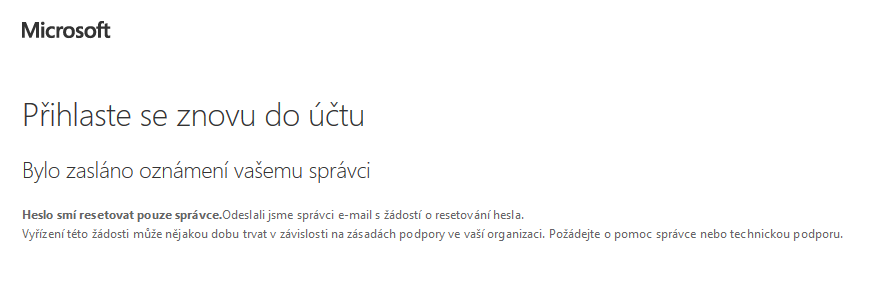 Microsoft
Přihlaste se znovu do účtu
Bylo zasláno oznámení vašemu správci
Heslo smí resetovat pouze správce.Odeslali jsme správci e-mail s žádostí o resetování hesla.
Vyřízení této žádosti může nějakou dobu trvat v závislosti na zásadách podpory ve vaší organizaci. Požádejte o pomoc správce nebo technickou podporu.